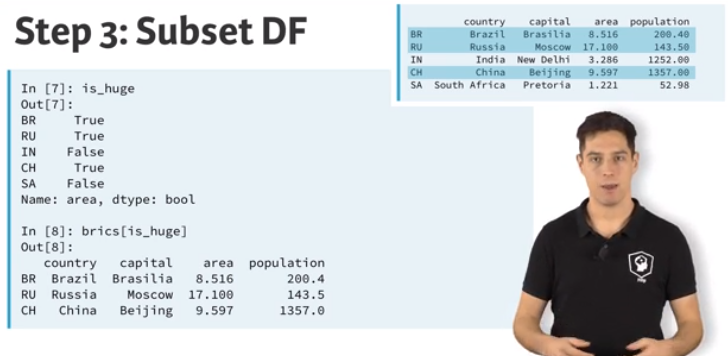 Step 3: Subset DF
country capital area population
BR Brazil Brasilia 8.516 200.40
RU Russia Moscow 17.100 143.50
IN India New Delhi 3.286 1252.00
CH China Beijing 9.597 1357.00
SA South Africa Pretoria 1.221 52.98
In [7]: is_huge
Out[7]:
BR True
RU True
IN False
CH True
SA False
Name: area, dtype: bool
In [8]: brics[is_huge]
Out[8]:
country capital area population
BR Brazil Brasilia 8.516 200.4
RU Russia Moscow 17.100 143.5
CH China Beijing 9.597 1357.0